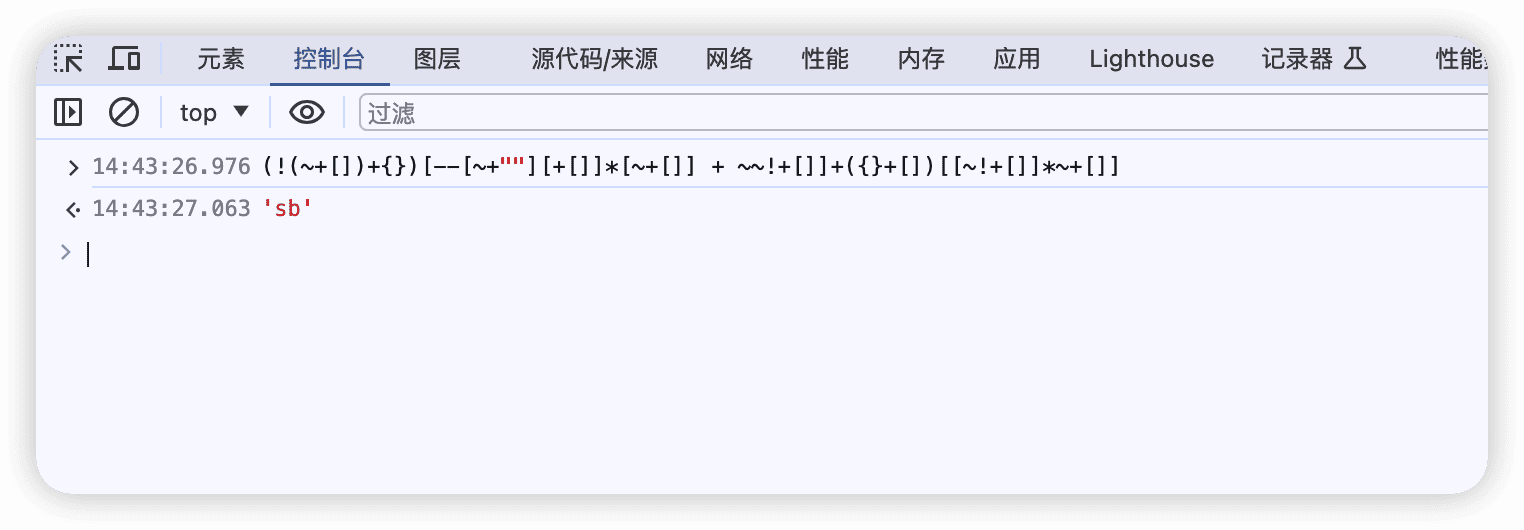 元素 控制台 图层 源代码/来源 网络 性能 内存 应用 Lighthouse 记录器 性能
top 过滤
14:43:26.976 (!(~+[])+{})[--[~+""][+[]]*[~+[]] + ~~!+[]]+({}+[])[[~!+[]]*~+[]]
14:43:27.063 'sb'